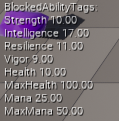 BlockedAbilityTags:
Strength 10.00
Intelligence 17.00
Resilience 11.00
Vigor 9.00
Health 10.00
MaxHealth 100.00
Mana 25.00
MaxMana 50.00